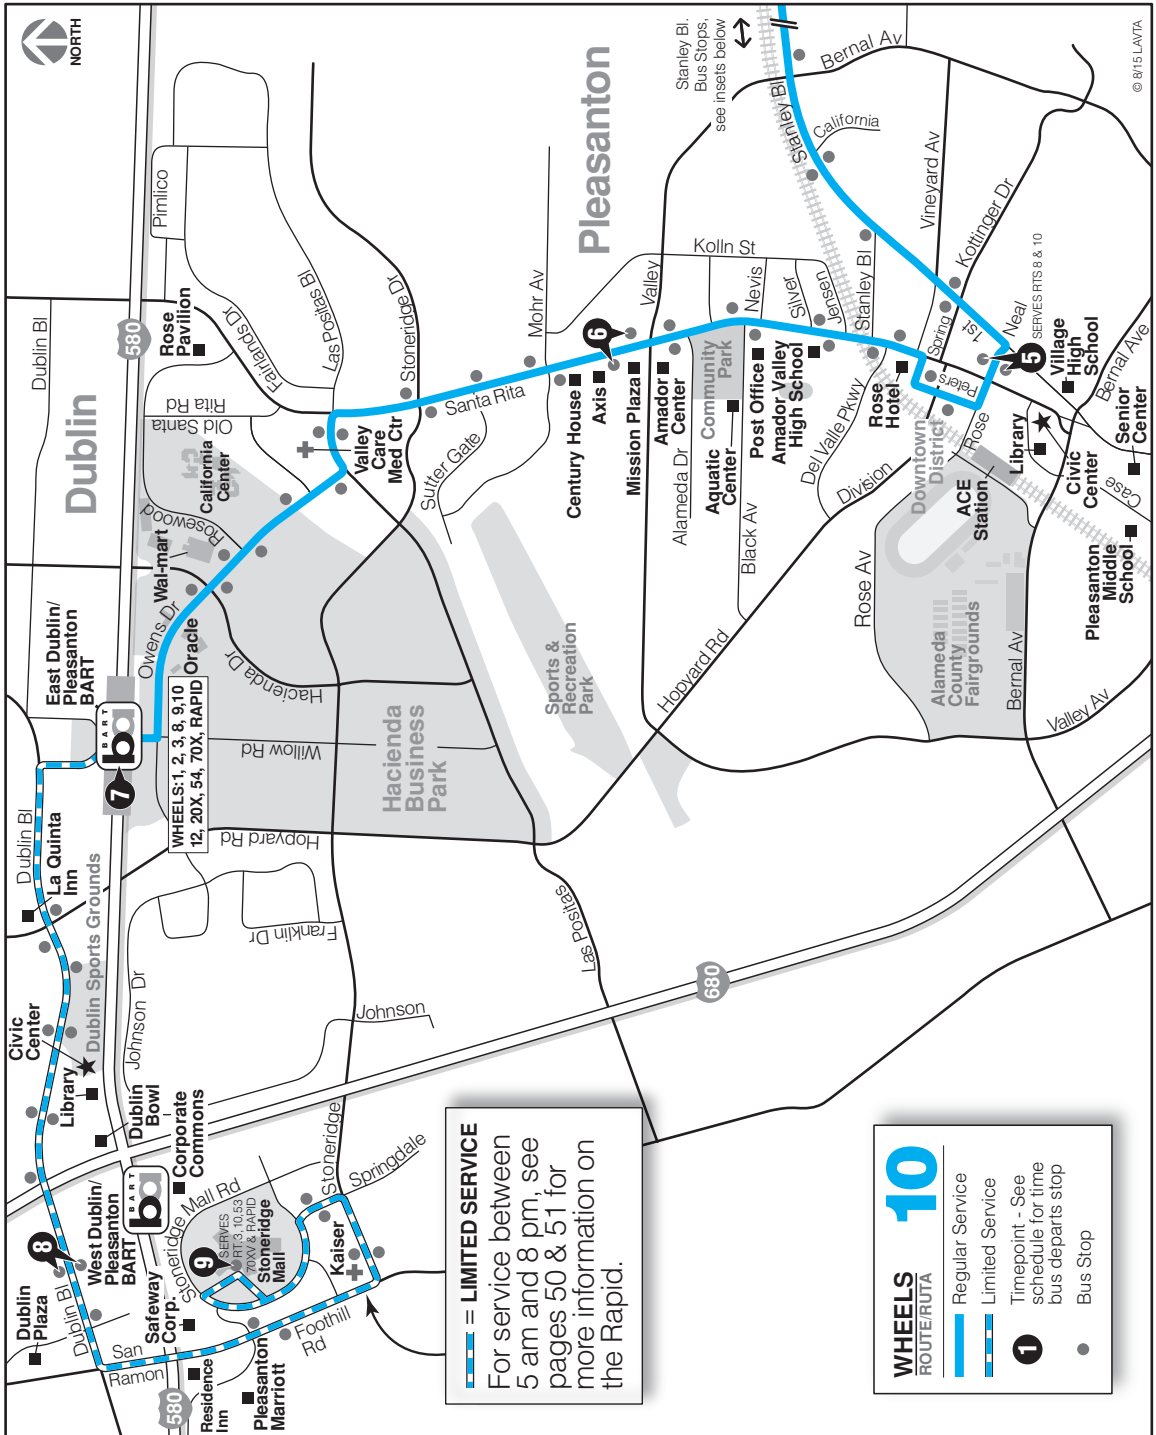 NORTH
Dublin
Pleasanton
Stanley Bl.
Bus Stops,
see insets below
Dublin Bl
580
Pimlico
Rose
Pavilion
Fairlands Dr
Las Positas Bl
Stoneridge Dr
Mohr Av
Kolln St
Stanley Bl
California
Bernal Av
Vineyard Av
Kottinger Dr
© 8/15 LAVTA
Old Santa
Rita Rd
California
Center
Rosewood
Wal-mart
Valley
Care
Med Ctr
Santa Rita
Sutter Gate
6
Century House
Axis
Mission Plaza
Amador
Center
Valley
Alameda Dr
Community
Park
Aquatic
Center
Nevis
Post Office
Black Av
Silver
Jensen
Amador Valley
High School
Stanley Bl
Del Valle Pkwy
Rose
Hotel
Division
Spring
Peters
1st
Neal
SERVES RTS 8 & 10
5
Village
High
School
Bernal Ave
Downtown
District
Rose
ACE
Station
Library
Civic
Center
Senior
Center
Case
Pleasanton
Middle
School
East Dublin/
Pleasanton
BART
BART
ba
7
Owens Dr
Oracle
WHEELS:1, 2, 3, 8, 9,10
12, 20X, 54, 70X, RAPID
Hacienda Dr
Hacienda
Willow Rd
Hacienda
Business
Park
Sports &
Recreation
Park
Hopyard Rd
Rose Av
Alameda
County
Fairgrounds
Bernal Av
Valley Av
Dublin Bl
La Quinta
Inn
Dublin Sports Grounds
Hopyard Rd
Franklin Dr
Las Positas
680
Johnson Dr
Johnson
Civic
Center
Library
Dublin
Bowl
Corporate
Commons
8
West Dublin/
Pleasanton
BART
BART
ba
Stoneridge Mall Rd
Stoneridge
Springdale
SERVES
RT 3, 10,53
70XV & RAPID
9
Stoneridge
Mall
Kaiser
Dublin
Plaza
Dublin Bl
Safeway
Corp.
San
Ramon
Foothill
Rd
580
Residence
Inn
Pleasanton
Marriott
= LIMITED SERVICE
For service between
5 am and 8 pm, see
pages 50 & 51 for
more information on
the Rapid.
WHEELS
ROUTE/RUTA
10
Regular Service
Limited Service
1
Timepoint - See
schedule for time
bus departs stop
Bus Stop